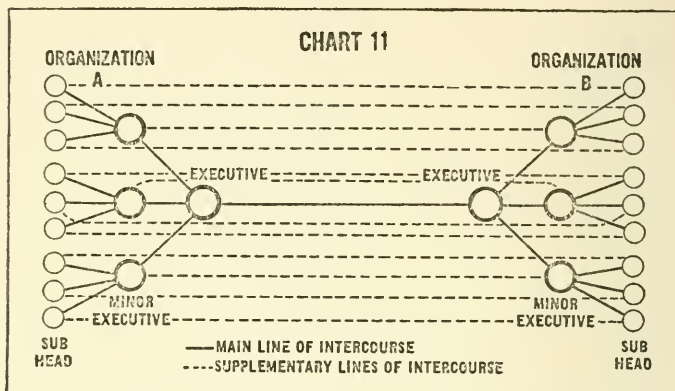 CHART 11
ORGANIZATION
A
ORGANIZATION
B
EXECUTIVE
EXECUTIVE
MINOR
EXECUTIVE
MINOR
EXECUTIVE
SUB
HEAD
SUB
HEAD
MAIN LINE OF INTERCOURSE
SUPPLEMENTARY LINES OF INTERCOURSE